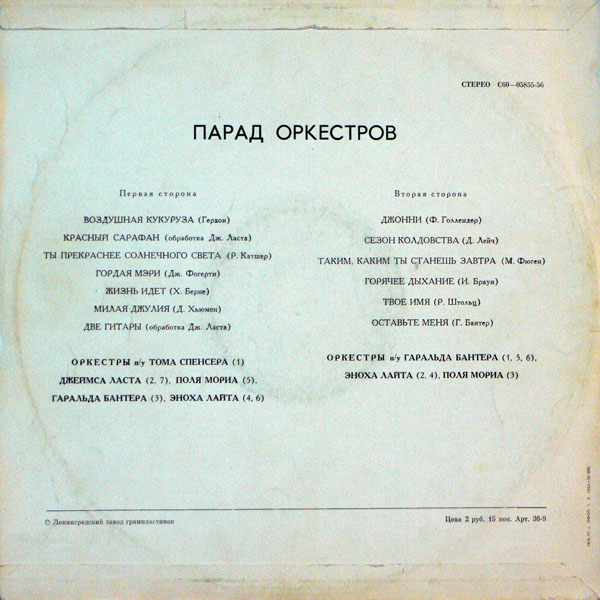 СТЕРЕО С60—05855-56
ПАРАД ОРКЕСТРОВ
Первая сторона
ВОЗДУШНАЯ КУКУРУЗА (Герхон)
КРАСНЫЙ САРАФАН (обработка Дж. Ласта)
ТЫ ПРЕКРАСНЕЕ СОЛНЕЧНОГО СВЕТА (Р. Катшер)
ГОРДАЯ МЭРИ (Дж. Фогерти)
ЖИЗНЬ ИДЕТ (Х. Берне)
МИЛАЯ ДЖУЛИЯ (Д. Хьюмен)
ДВЕ ГИТАРЫ (обработка Дж. Ласта)
ОРКЕСТРЫ п/у ТОМА СПЕНСЕРА (1)
ДЖЕЙМСА ЛАСТА (2, 7), ПОЛЯ МОРИА (5),
ГАРАЛЬДА БАНТЕРА (3), ЭНОХА ЛАЙТА (4, 6)
Вторая сторона
ДЖОННИ (Ф. Голлендер)
СЕЗОН КОЛДОВСТВА (Д. Лейч)
ТАКИМ, КАКИМ ТЫ СТАНЕШЬ ЗАВТРА (М. Фюген)
ГОРЯЧЕЕ ДЫХАНИЕ (И. Браун)
ТВОЕ ИМЯ (Р. Штольц)
ОСТАВЬТЕ МЕНЯ (Г. Бантер)
ОРКЕСТРЫ п/у ГАРАЛЬДА БАНТЕРА (1, 5, 6),
ЭНОХА ЛАЙТА (2, 4), ПОЛЯ МОРИА (3)
© Ленинградский завод грампластинок
Цена 2 руб. 15 коп. Арт. 36-9